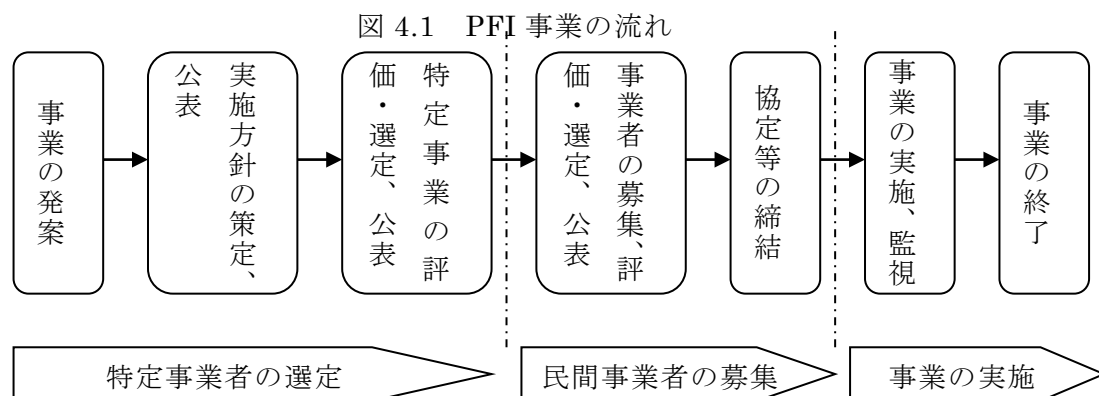 図 4.1　PFI 事業の流れ
事業の発案
実施方針の策定、
公表
特定事業の評
価・選定、公表
事業者の募集、評
価・選定、公表
協定等の締結
事業の実施、監視
事業の終了
特定事業者の選定
民間事業者の募集
事業の実施